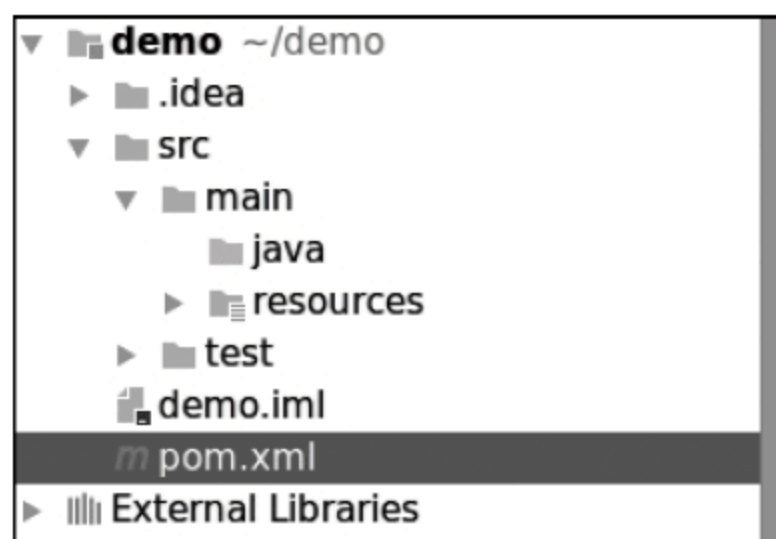 demo ~/demo
.idea
src
main
java
resources
test
demo.iml
m pom.xml
External Libraries